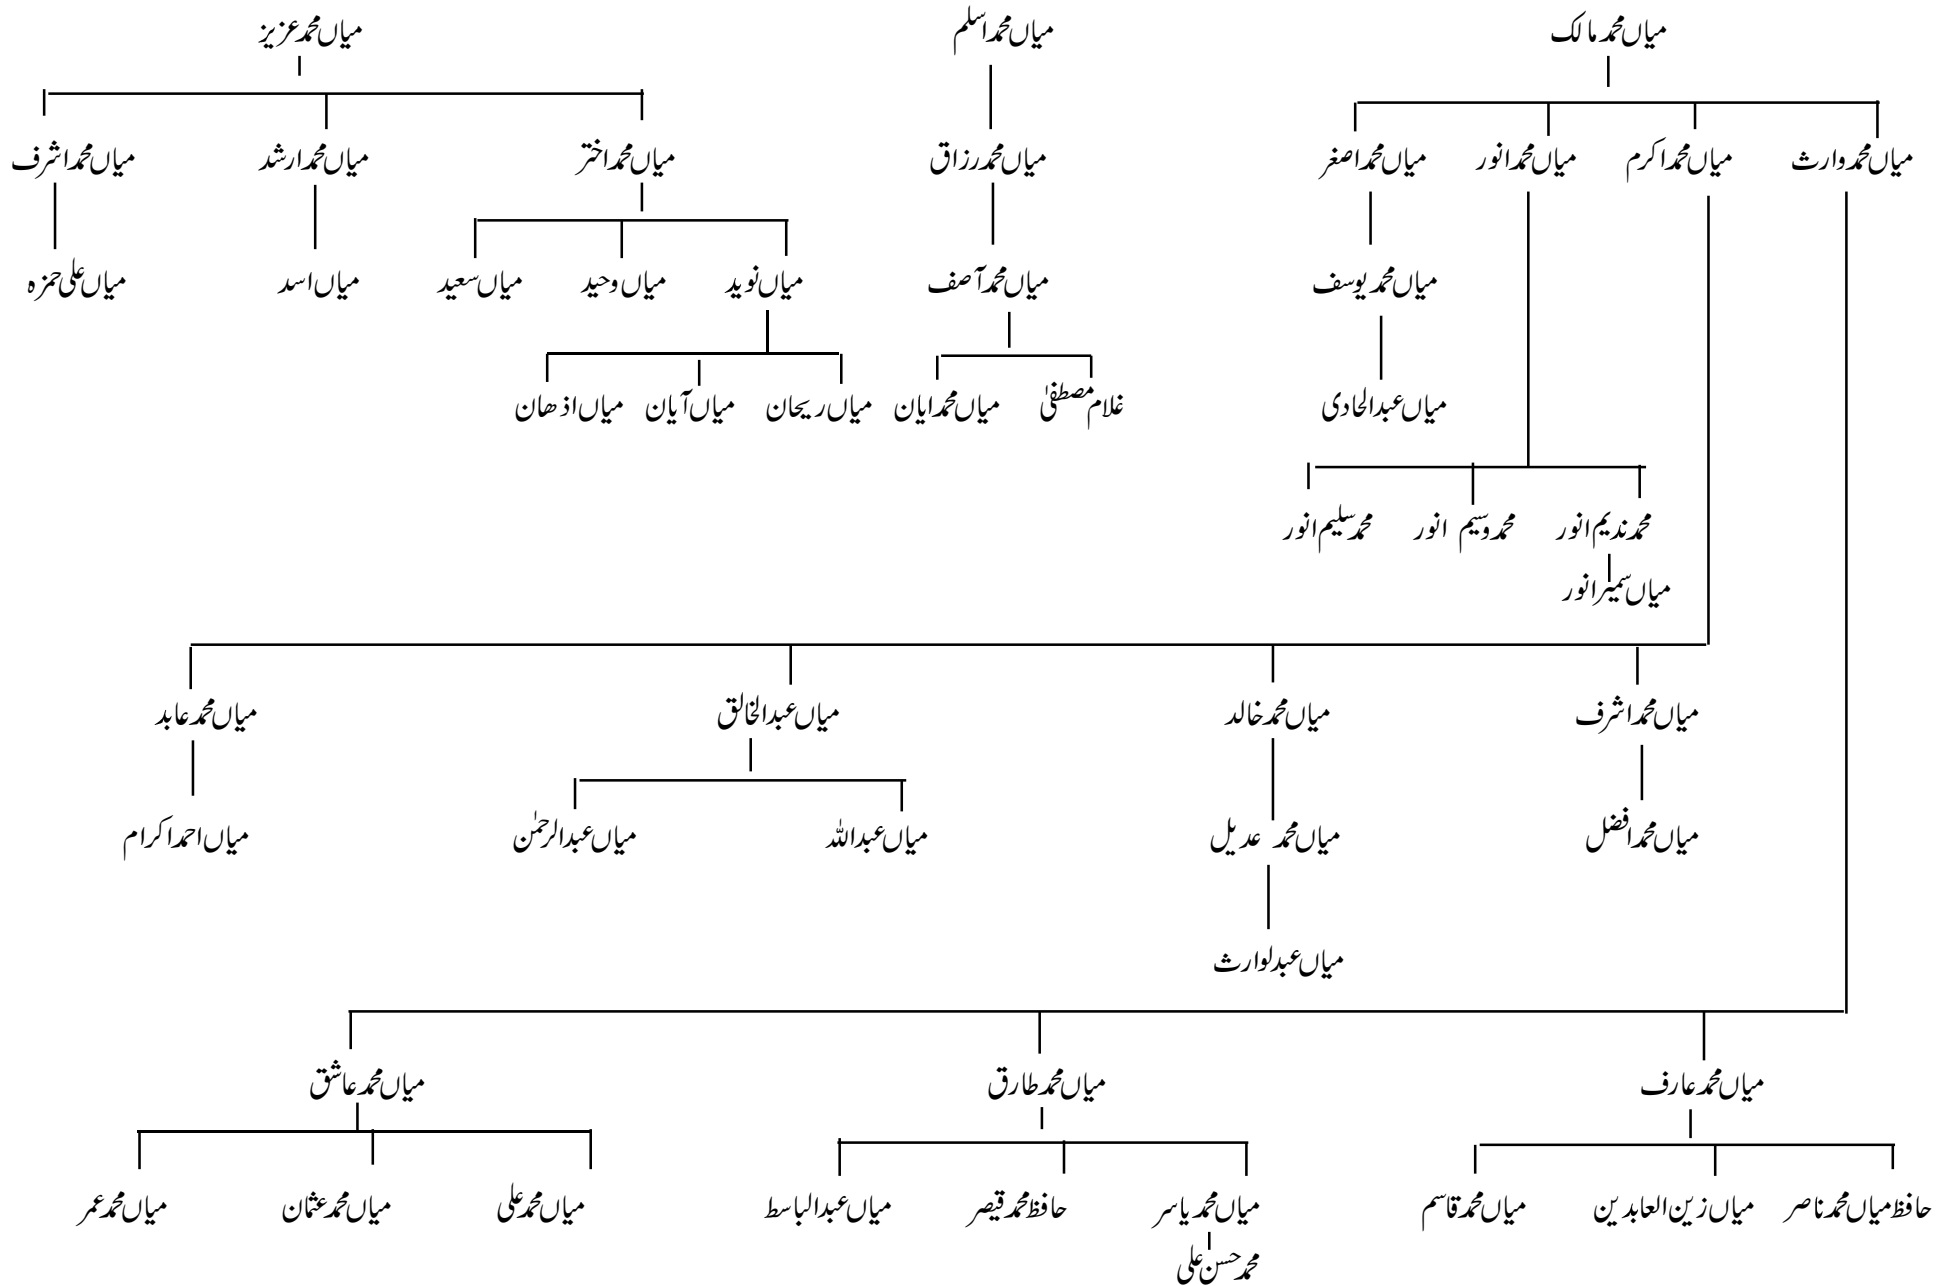 میاں محمد مالک
میاں محمد اسلم
میاں محمد عزیز
میاں محمد وارث
میاں محمد اکرم
میاں محمد انور
میاں محمد اصغر
میاں محمد رزاق
میاں محمد اختر
میاں محمد ارشد
میاں محمد اشرف
میاں محمد یوسف
میاں محمد آصف
میاں نوید
میاں وحید
میاں سعید
میاں اسد
میاں علی حمزہ
میاں عبدالحادی
غلام مصطفیٰ
میاں محمد ایان
میاں ریحان
میاں آیان
میاں اذھان
محمد ندیم انور
محمد وسیم انور
محمد سلیم انور
میاں سمیر انور
میاں محمد اشرف
میاں محمد خالد
میاں عبدالخالق
میاں محمد عابد
میاں محمد افضل
میاں محمد عدیل
میاں عبداللہ
میاں عبدالرحمٰن
میاں احمد اکرام
میاں عبدلوارث
میاں محمد عارف
میاں محمد طارق
میاں محمد عاشق
حافظ میاں محمد ناصر
میاں زین العابدین
میاں محمد قاسم
میاں محمد یاسر
حافظ محمد قیصر
میاں عبدالباسط
میاں محمد علی
میاں محمد عثمان
میاں محمد عمر
محمد حسن علی